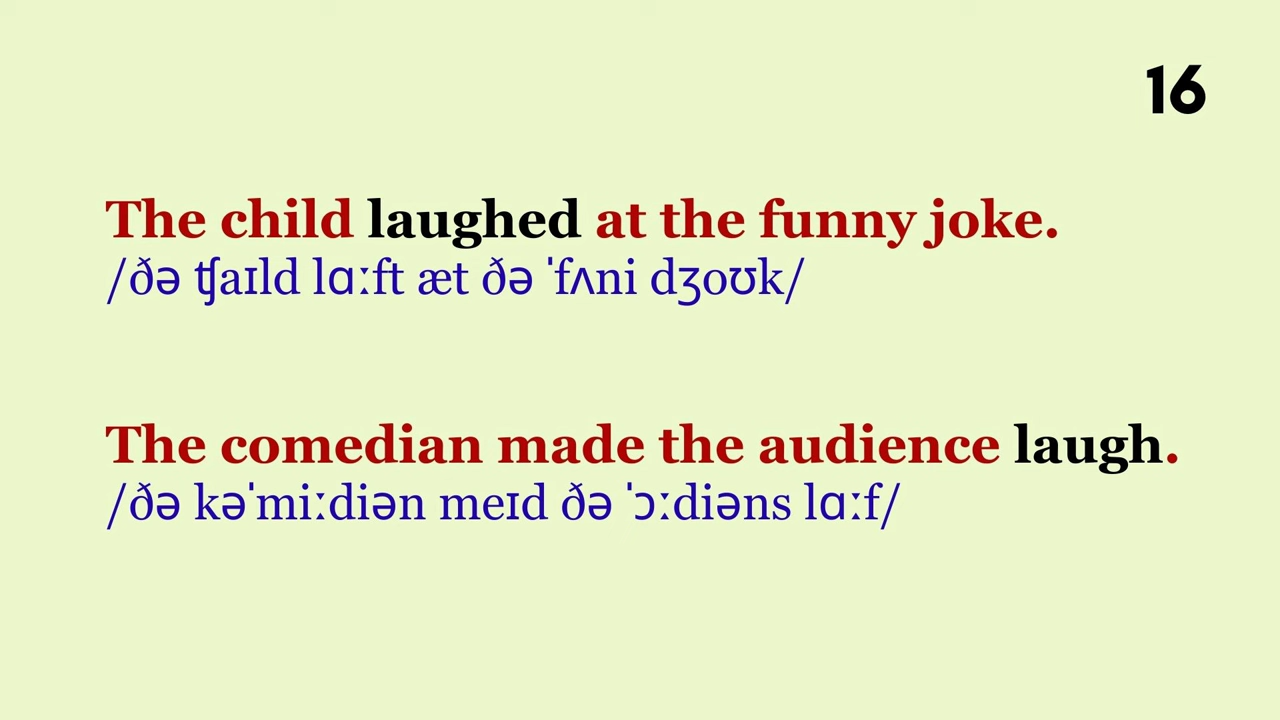 16
The child laughed at the funny joke.
/ðə ʧaɪld lɑːft æt ðə ˈfʌni dʒoʊk/
The comedian made the audience laugh.
/ðə kəˈmiːdiən meɪd ðə ˈɔːdiəns lɑːf/